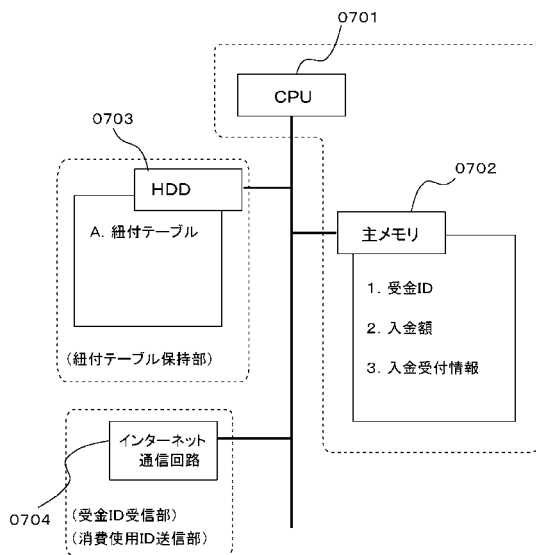 0701
CPU
0703
HDD
0702
主メモリ
A. 紐付テーブル
1. 受金ID
2. 入金額
3. 入金受付情報
(紐付テーブル保持部)
インターネット
通信回路
0704
(受金ID受信部)
(消費使用ID送信部)